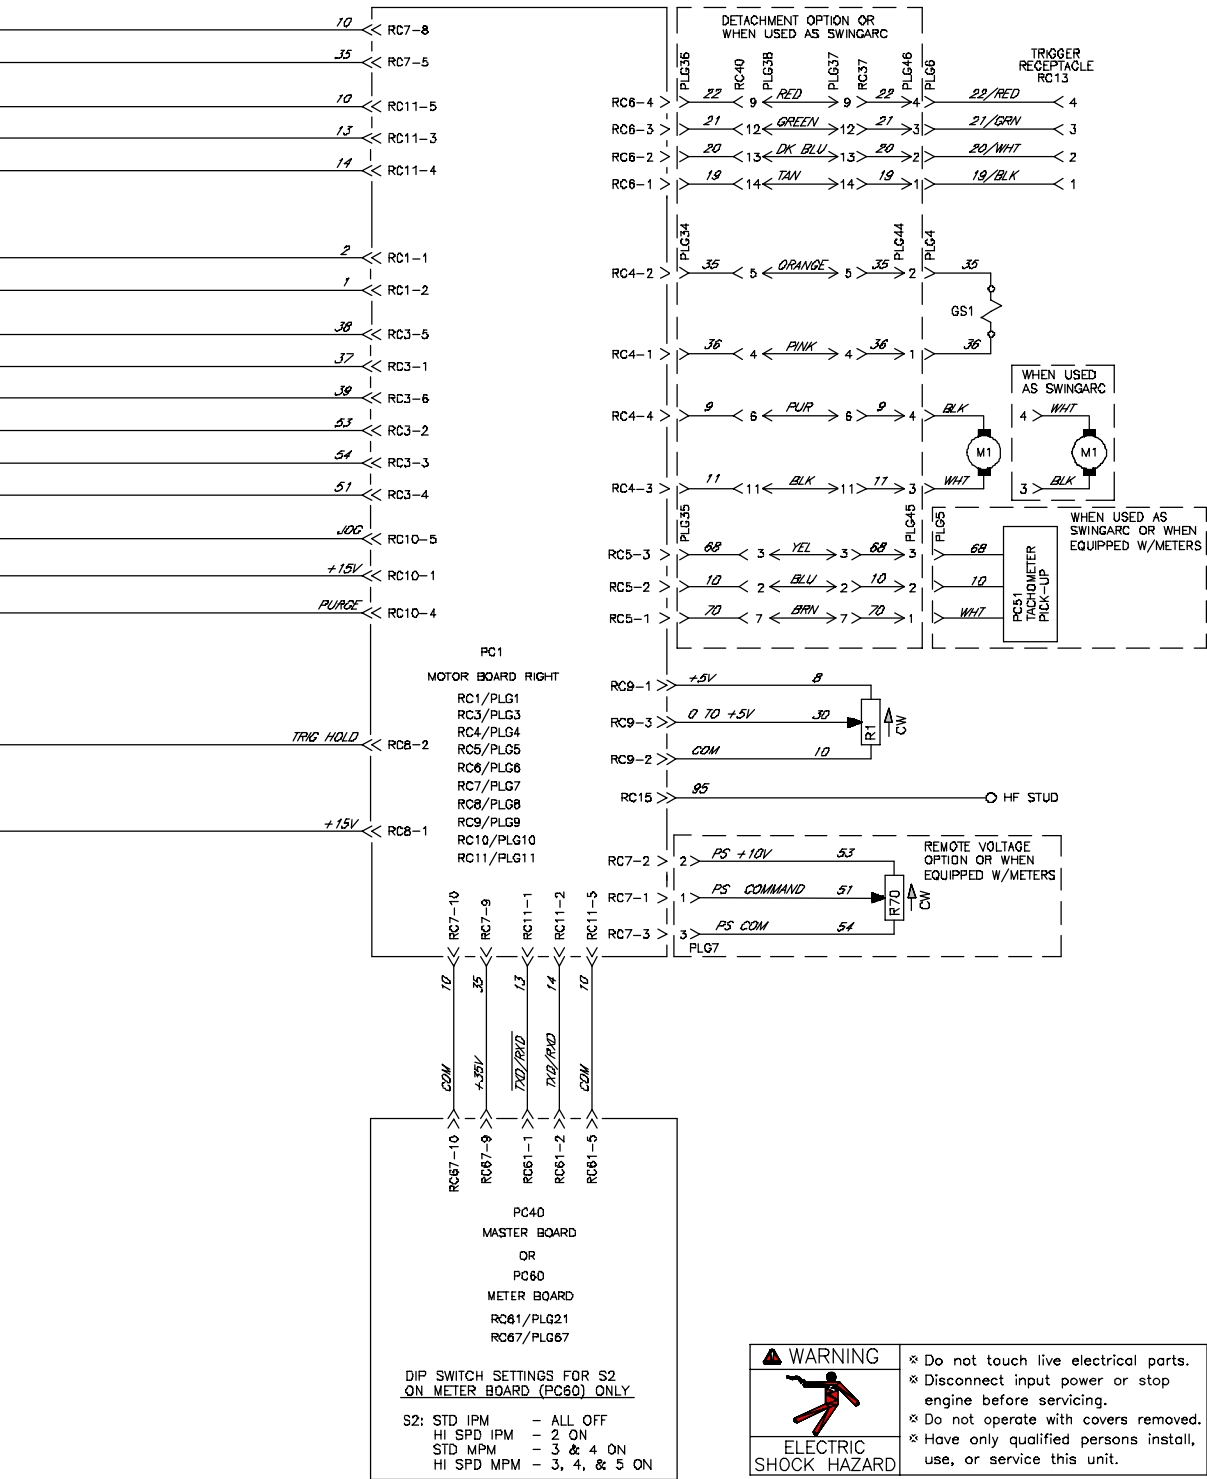 DETACHMENT OPTION OR
WHEN USED AS SWINGARC
PLG36
RC40
PLG38
PLG37
RC37
PLG46
PLG6
TRIGGER
RECEPTACLE
RC13
10 RC7-8
35 RC7-5
10 RC11-5
13 RC11-3
14 RC11-4
RC6-4 22 9 RED 9 22 4 22/RED 4
RC6-3 21 12 GREEN 12 21 3 21/GRN 3
RC6-2 20 13 DK BLU 13 20 2 20/WHT 2
RC6-1 19 14 TAN 14 19 1 19/BLK 1
PLG34
PLG44
PLG4
2 RC1-1
1 RC1-2
38 RC3-5
37 RC3-1
39 RC3-6
53 RC3-2
54 RC3-3
51 RC3-4
JOG RC10-5
+15V RC10-1
PURGE RC10-4
RC4-2 35 5 ORANGE 5 35 2 35
GS1
RC4-1 36 4 PINK 4 36 1 36
RC4-4 9 6 PUR 6 9 4 BLK
M1
RC4-3 11 11 BLK 11 11 3 WHT
WHEN USED
AS SWINGARC
4 WHT
M1
3 BLK
PLG35
PLG45
PLG5
WHEN USED AS
SWINGARC OR WHEN
EQUIPPED W/METERS
RC5-3 68 3 YEL 3 68 3 68
RC5-2 10 2 BLU 2 10 2 10
RC5-1 70 7 BRN 7 70 1 WHT
PC51
TACHOMETER
PICK-UP
PC1
MOTOR BOARD RIGHT
RC1/PLG1
RC3/PLG3
RC4/PLG4
RC5/PLG5
RC6/PLG6
RC7/PLG7
RC8/PLG8
RC9/PLG9
RC10/PLG10
RC11/PLG11
TRIG HOLD RC8-2
+15V RC8-1
RC9-1 +5V 8
RC9-3 0 TO +5V 30
R1
CW
RC9-2 COM 10
RC15 95 HF STUD
REMOTE VOLTAGE
OPTION OR WHEN
EQUIPPED W/METERS
RC7-2 2 PS +10V 53
RC7-1 1 PS COMMAND 51
R70
CW
RC7-3 3 PS COM 54
PLG7
RC7-10 10 COM RC67-10
RC7-9 35 +35V RC67-9
RC11-1 13 TXD/RXD RC61-1
RC11-2 14 TXD/RXD RC61-2
RC11-5 10 COM RC61-5
PC40
MASTER BOARD
OR
PC60
METER BOARD
RC61/PLG21
RC67/PLG67
DIP SWITCH SETTINGS FOR S2
ON METER BOARD (PC60) ONLY
S2: STD IPM - ALL OFF
HI SPD IPM - 2 ON
STD MPM - 3 & 4 ON
HI SPD MPM - 3, 4, & 5 ON
WARNING
ELECTRIC
SHOCK HAZARD
Do not touch live electrical parts.
Disconnect input power or stop
engine before servicing.
Do not operate with covers removed.
Have only qualified persons install,
use, or service this unit.